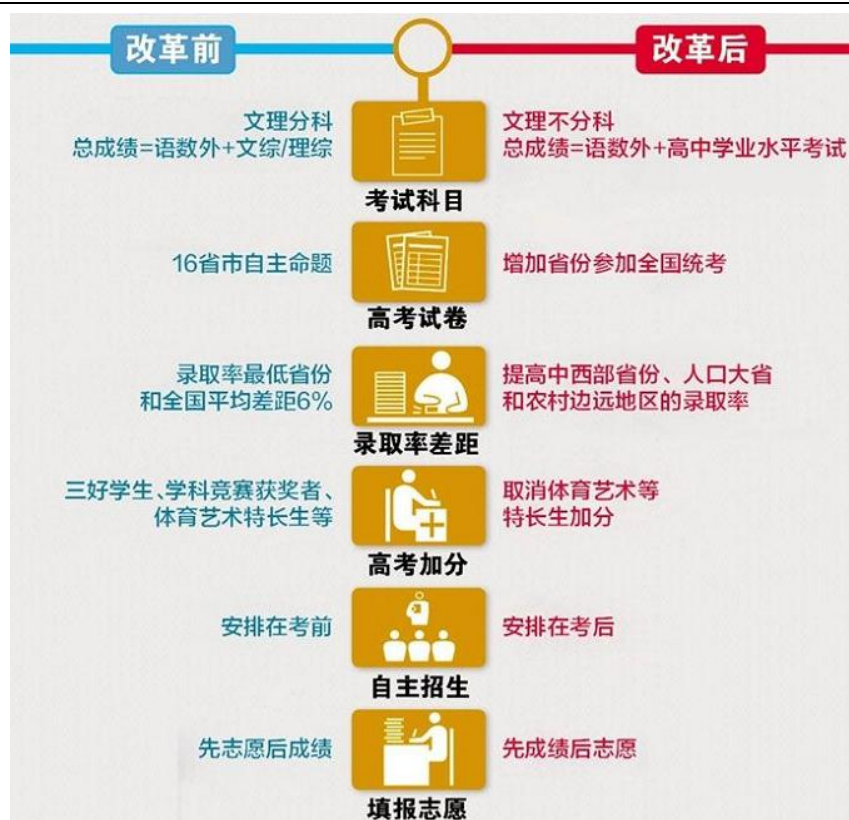 改革前
改革后
文理分科
总成绩=语数外+文综/理综
考试科目
文理不分科
总成绩=语数外+高中学业水平考试
16省市自主命题
高考试卷
增加省份参加全国统考
录取率最低省份
和全国平均差距6%
录取率差距
提高中西部省份、人口大省
和农村边远地区的录取率
三好学生、学科竞赛获奖者、
体育艺术特长生等
高考加分
取消体育艺术等
特长生加分
安排在考前
自主招生
安排在考后
先志愿后成绩
填报志愿
先成绩后志愿